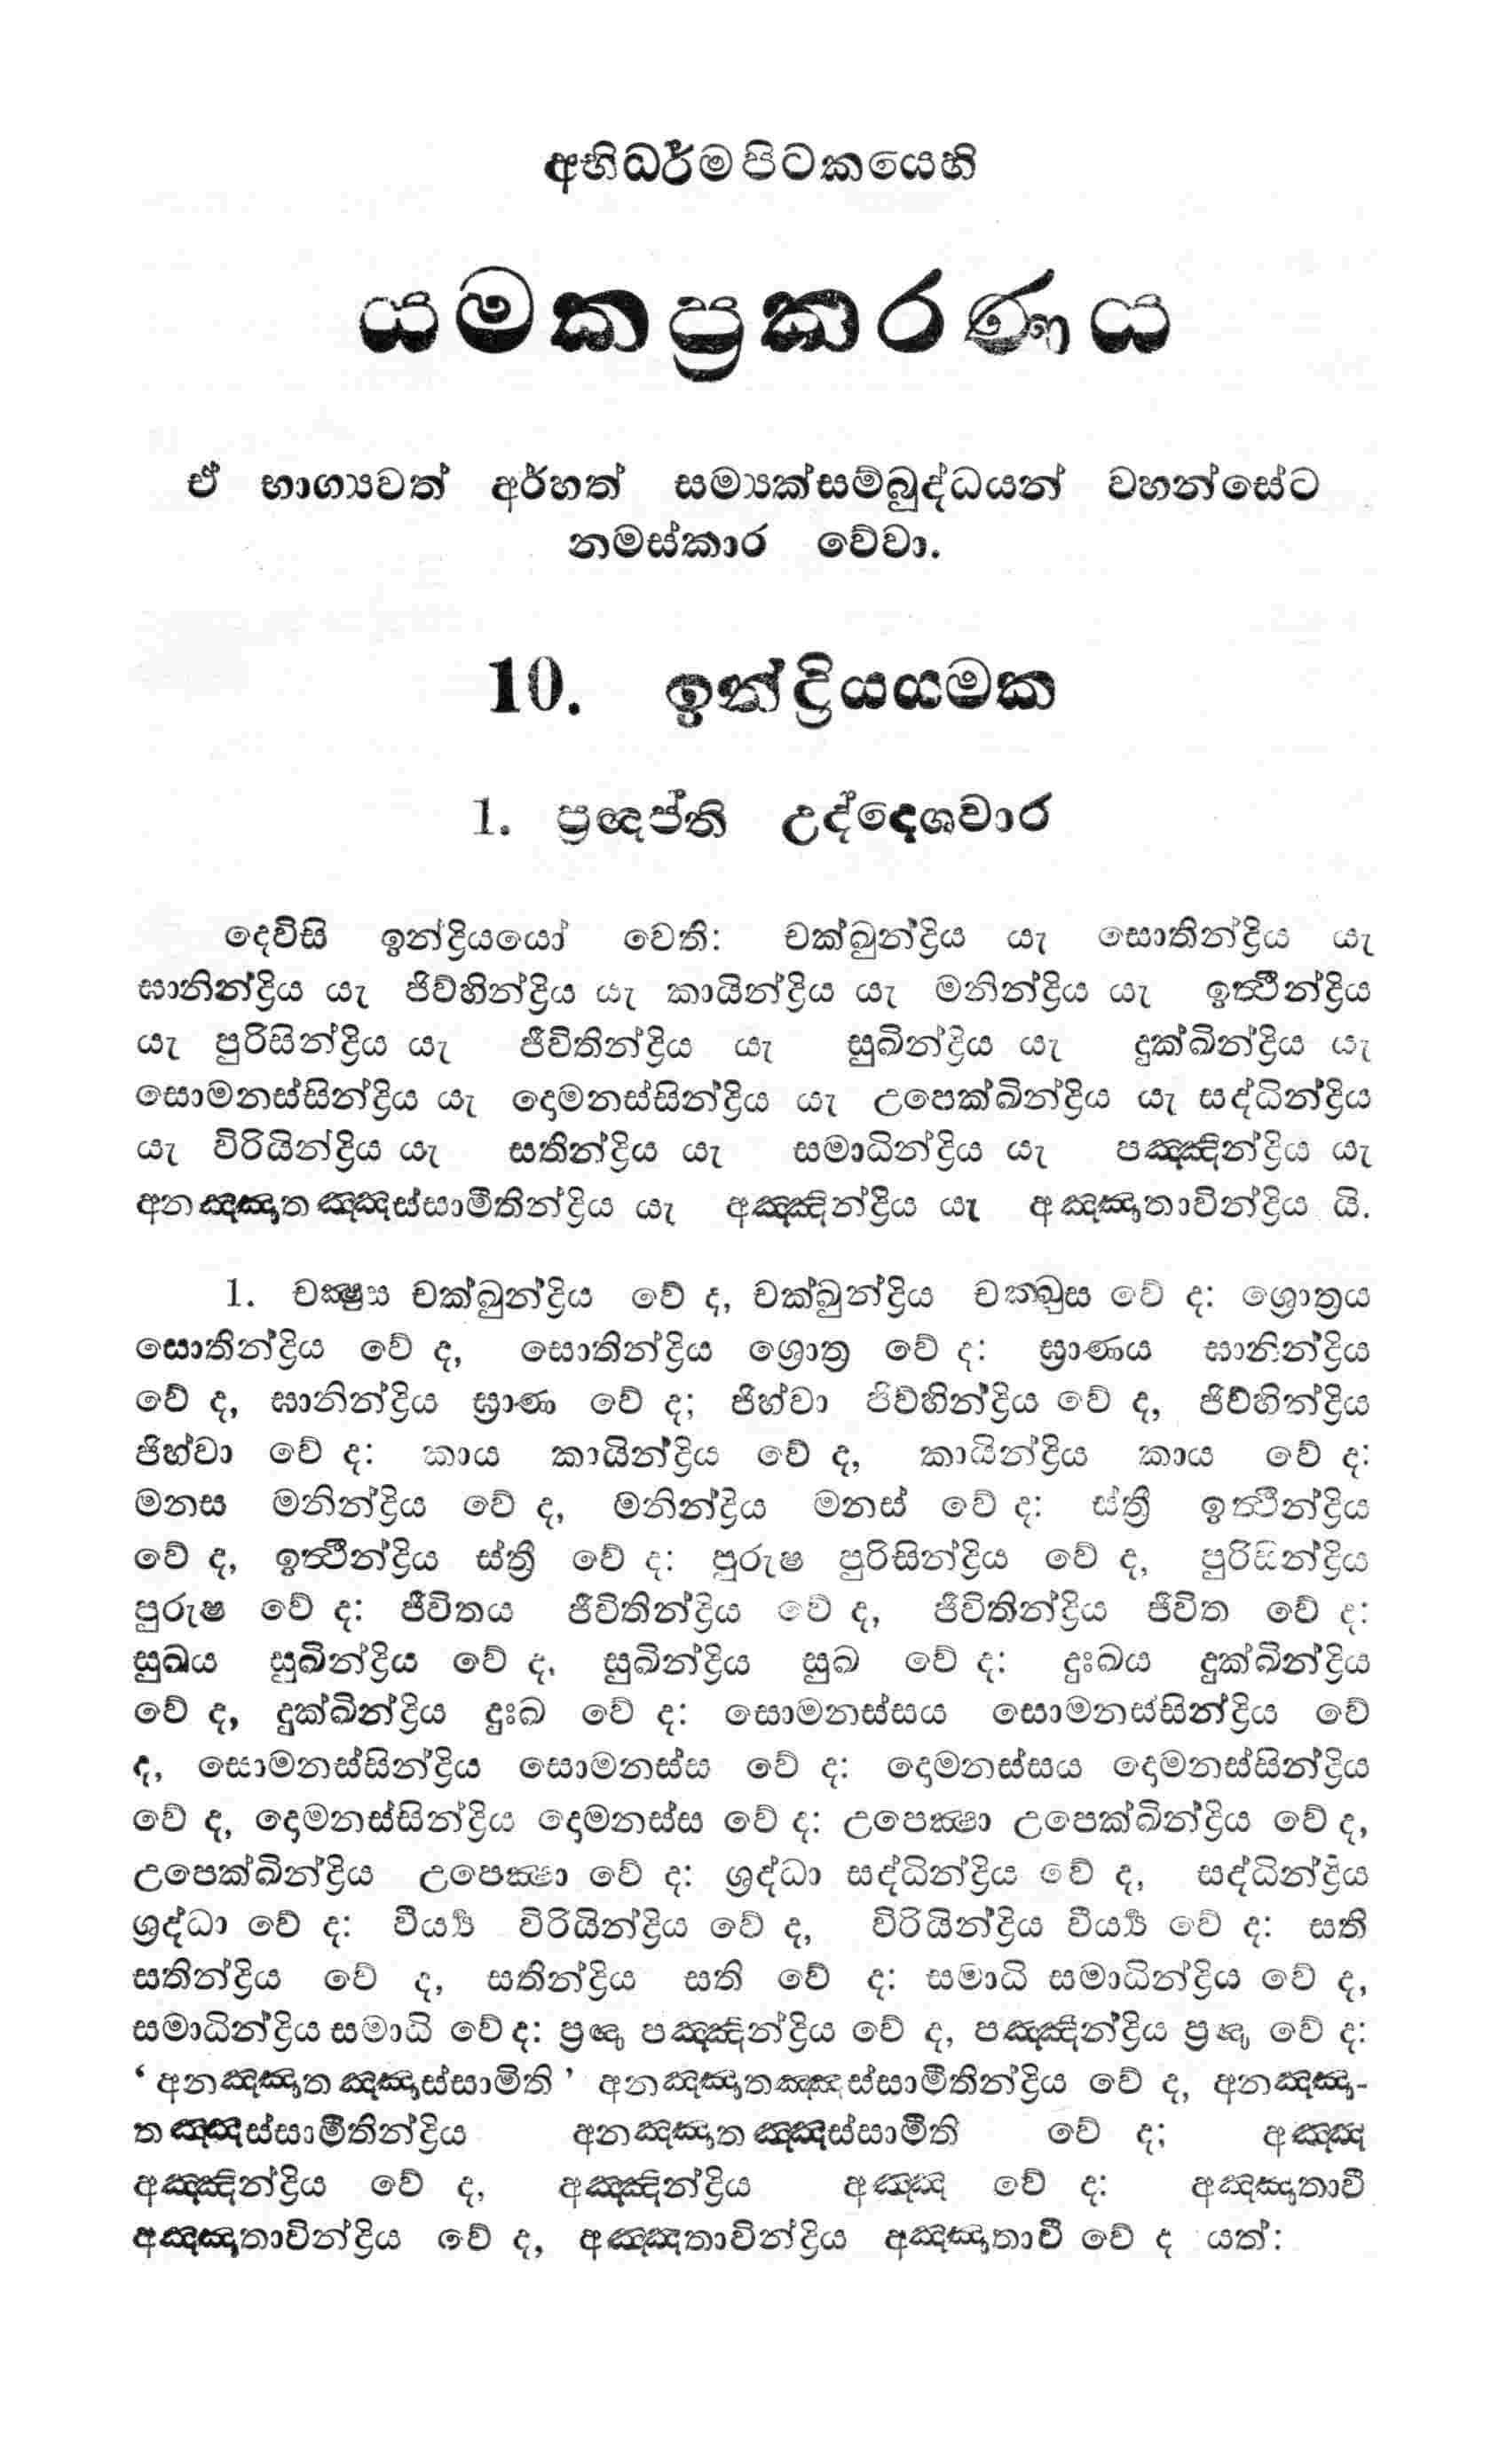 අභිධර්මපිටකයෙහි
යමකප්‍රකරණය
ඒ භාග්‍යවත් අර්හත් සම්‍යක්සම්බුද්ධයන් වහන්සේට
නමස්කාර වේවා.
10. ඉන්ද්‍රියයමක
1. ප්‍රඥප්ති උද්දෙශවාර
දෙවිසි ඉන්ද්‍රියයෝ වෙති: චක්ඛුන්ද්‍රිය යැ සොතින්ද්‍රිය යැ
ඝානින්ද්‍රිය යැ ජිව්හින්ද්‍රිය යැ කායින්ද්‍රිය යැ මනින්ද්‍රිය යැ ඉත්‍ථින්ද්‍රිය
යැ පුරිසින්ද්‍රිය යැ ජීවිතින්ද්‍රිය යැ සුඛින්ද්‍රිය යැ දුක්ඛින්ද්‍රිය යැ
සොමනස්සින්ද්‍රිය යැ දොමනස්සින්ද්‍රිය යැ උපෙක්ඛින්ද්‍රිය යැ සද්ධින්ද්‍රිය
යැ විරියින්ද්‍රිය යැ සතින්ද්‍රිය යැ සමාධින්ද්‍රිය යැ පඤ්ඤින්ද්‍රිය යැ
අනඤ්ඤාතඤ්ඤස්සාමීතින්ද්‍රිය යැ අඤ්ඤින්ද්‍රිය යැ අඤ්ඤාතාවින්ද්‍රිය යි.
1. චක්‍ෂුස චක්ඛුන්ද්‍රිය වේ ද, චක්ඛුන්ද්‍රිය චක්ඛුස වේ ද: ශ්‍රොත්‍රය
සොතින්ද්‍රිය වේ ද, සොතින්ද්‍රිය ශ්‍රොත්‍ර වේ ද: ඝ්‍රාණය ඝානින්ද්‍රිය
වේ ද, ඝානින්ද්‍රිය ඝ්‍රාණ වේ ද; ජිහ්වා ජිව්හින්ද්‍රිය වේ ද, ජිව්හින්ද්‍රිය
ජිහ්වා වේ ද: කාය කායින්ද්‍රිය වේ ද, කායින්ද්‍රිය කාය වේ ද:
මනස මනින්ද්‍රිය වේ ද, මනින්ද්‍රිය මනස් වේ ද: ස්ත්‍රී ඉත්‍ථින්ද්‍රිය
වේ ද, ඉත්‍ථින්ද්‍රිය ස්ත්‍රී වේ ද: පුරුෂ පුරිසින්ද්‍රිය වේ ද, පුරිසින්ද්‍රිය
පුරුෂ වේ ද: ජීවිතය ජීවිතින්ද්‍රිය වේ ද, ජීවිතින්ද්‍රිය ජීවිත වේ ද:
සුඛය සුඛින්ද්‍රිය වේ ද, සුඛින්ද්‍රිය සුඛ වේ ද: දුඃඛය දුක්ඛින්ද්‍රිය
වේ ද, දුක්ඛින්ද්‍රිය දුඃඛ වේ ද: සොමනස්සය සොමනස්සින්ද්‍රිය වේ
ද, සොමනස්සින්ද්‍රිය සොමනස්ස වේ ද: දොමනස්සය දොමනස්සින්ද්‍රිය
වේ ද, දොමනස්සින්ද්‍රිය දොමනස්ස වේ ද: උපෙක්‍ෂා උපෙක්ඛින්ද්‍රිය වේ ද,
උපෙක්ඛින්ද්‍රිය උපෙක්‍ෂා වේ ද: ශ්‍රද්ධා සද්ධින්ද්‍රිය වේ ද, සද්ධින්ද්‍රිය
ශ්‍රද්ධා වේ ද: වීර්‍ය්‍ය විරියින්ද්‍රිය වේ ද, විරියින්ද්‍රිය වීර්‍ය්‍ය වේ ද: සති
සතින්ද්‍රිය වේ ද, සතින්ද්‍රිය සති වේ ද: සමාධි සමාධින්ද්‍රිය වේ ද,
සමාධින්ද්‍රිය සමාධි වේ ද: ප්‍රඥා පඤ්ඤින්ද්‍රිය වේ ද, පඤ්ඤින්ද්‍රිය ප්‍රඥා වේ ද:
‘අනඤ්ඤාතඤ්ඤාස්සාමිති’ අනඤ්ඤාතඤ්ඤස්සාමීතින්ද්‍රිය වේ ද, අනඤ්ඤා-
තඤ්ඤස්සාමීතින්ද්‍රිය අනඤ්ඤාතඤ්ඤස්සාමීති වේ ද; අඤ්ඤ
අඤ්ඤින්ද්‍රිය වේ ද, අඤ්ඤින්ද්‍රිය අඤ්ඤ වේ ද: අඤ්ඤාතාවී
අඤ්ඤාතාවින්ද්‍රිය වේ ද, අඤ්ඤතාවින්ද්‍රිය අඤ්ඤාතාවී වේ ද යත්: